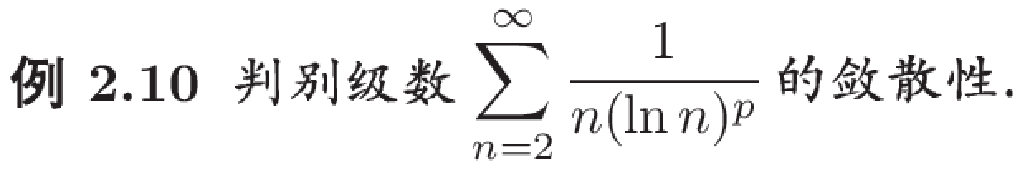 例 2.10 判别级数 $\sum_{n=2}^{\infty} \frac{1}{n(\ln n)^p}$ 的敛散性.